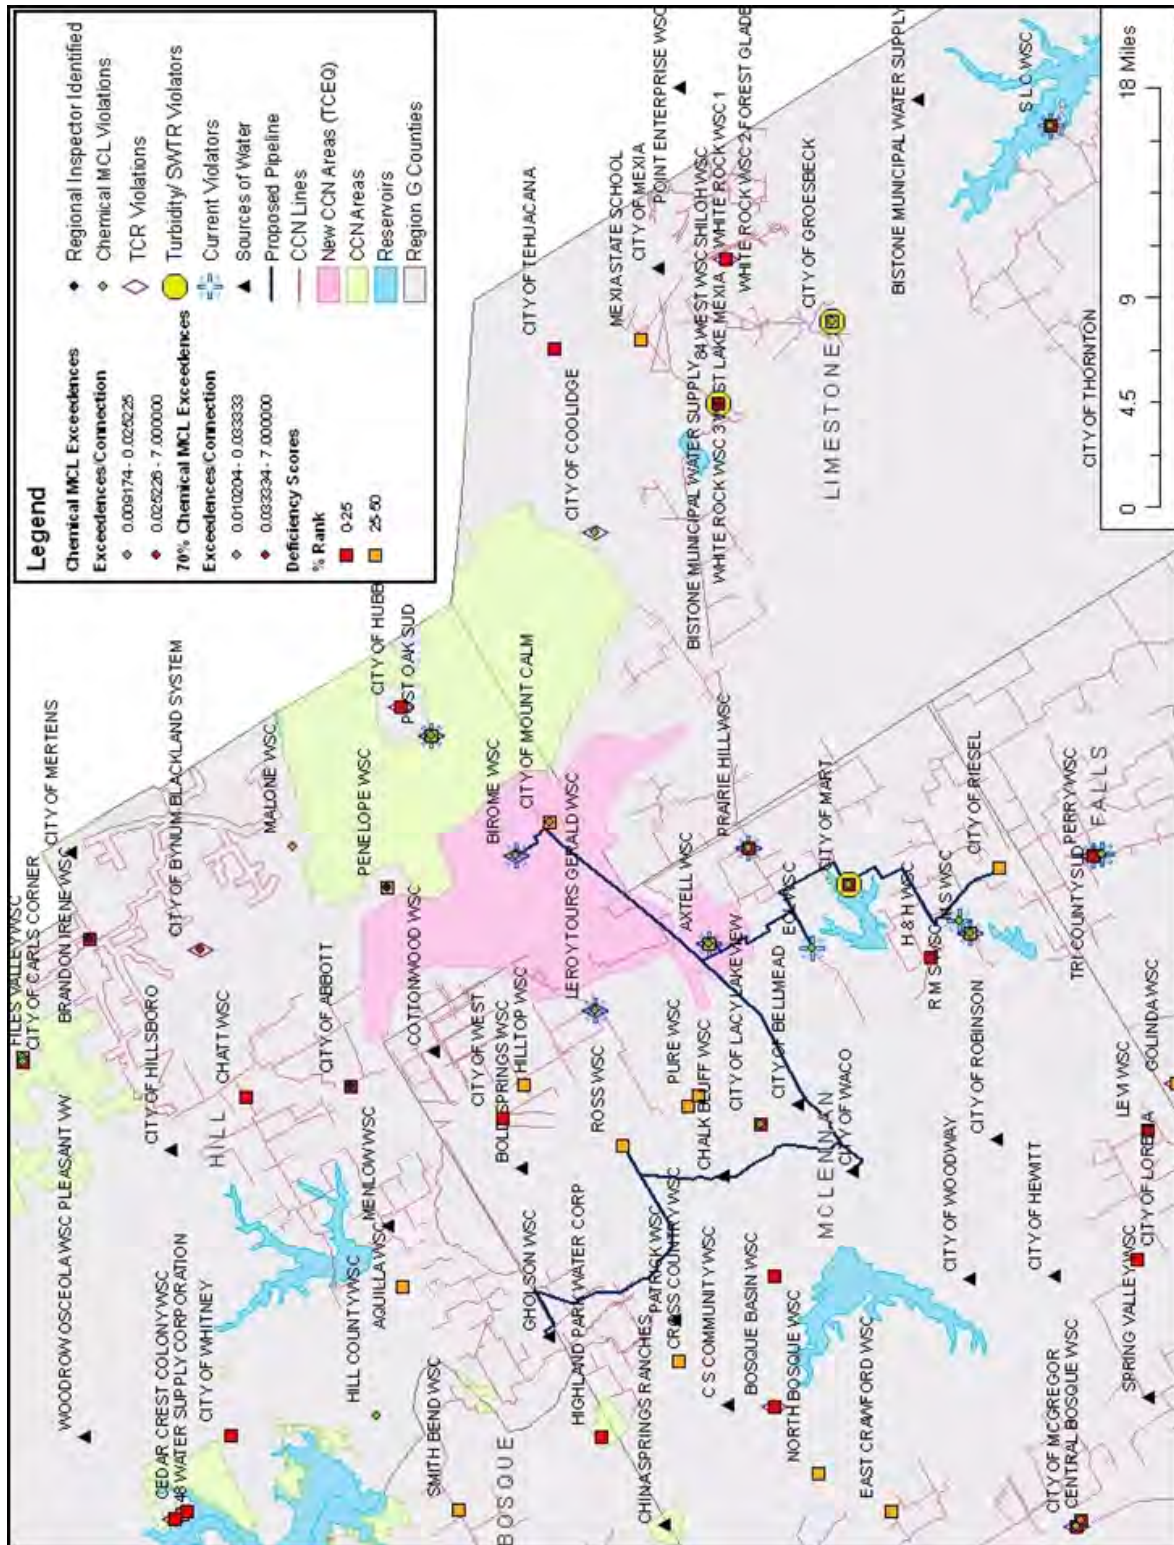 Legend
Chemical MCL Exceedences
Exceedences/Connection
0.009174 - 0.025225
0.025226 - 7.000000
70% Chemical MCL Exceedences
Exceedences/Connection
0.010204 - 0.033333
0.033334 - 7.000000
Deficiency Scores
% Rank
0-25
25-50
Regional Inspector Identified
Chemical MCL Violations
TCR Violations
Turbidity/ SWTR Violators
Current Violators
Sources of Water
Proposed Pipeline
CCN Lines
New CCN Areas (TCEQ)
CCN Areas
Reservoirs
Region G Counties
FILES VALLEY WSC
CITY OF CARLS CORNER
BRANDON IRENE WSC
CITY OF MERTENS
WOODROW OSCEOLA WSC PLEASANT VV
CITY OF HILLSBORO
CITY OF BYNUM BLACKLAND SYSTEM
CEDAR CREST COLONY WSC
48 WATER SUPPLY CORPORATION
CITY OF WHITNEY
HILL
CHATT WSC
MALONE WSC
CITY OF ABBOTT
PENELOPE WSC
CITY OF HUBB
POST OAK SUD
HILL COUNTY WSC
AQUILLA WSC
MENLOW WSC
COTTONWOOD WSC
SMITH BEND WSC
CITY OF WEST
BOLD SPRINGS WSC
HILLTOP WSC
BIROME WSC
CITY OF MOUNT CALM
BOSQUE
GHOLSON WSC
LEROY TOURS GERALD WSC
CITY OF COOLIDGE
CITY OF TEHUACANA
HIGHLAND PARK WATER CORP
ROSS WSC
MEXIA STATE SCHOOL
CITY OF MEXIA
POINT ENTERPRISE WSC
CHINA SPRINGS RANCHES
PATRICK WSC
CROSS COUNTRY WSC
PURE WSC
CHALK BLUFF WSC
AXTELL WSC
PRAIRIE HILL WSC
BISTONE MUNICIPAL WATER SUPPLY
84 WEST WSC
SHILOH WSC
WHITE ROCK WSC 3
WEST LAKE MEXIA
WHITE ROCK WSC 1
WHITE ROCK WSC 2
FOREST GLADE
C S COMMUNITY WSC
CITY OF LACY LAKE VIEW
BOSQUE BASIN WSC
CITY OF BELLMEAD
EOL WSC
NORTH BOSQUE WSC
MCLENNAN
CITY OF WACO
CITY OF MART
LIMESTONE
CITY OF GROESBECK
EAST CRAWFORD WSC
H & H WSC
R M S WSC
M S WSC
CITY OF RIESEL
BISTONE MUNICIPAL WATER SUPPLY
CITY OF WOODWAY
CITY OF ROBINSON
CITY OF HEWITT
S L C WSC
CITY OF MCGREGOR
CENTRAL BOSQUE WSC
SPRING VALLEY WSC
CITY OF LORENA
GOLINDA WSC
TRI COUNTY SUD
PERRY WSC
FALLS
CITY OF THORNTON
0 4.5 9 18 Miles